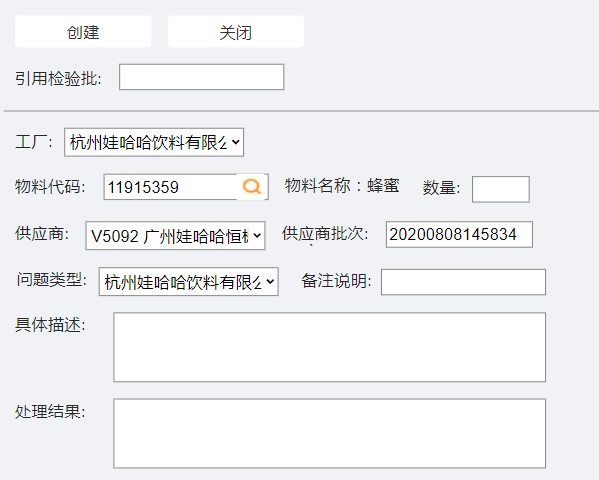 创建 关闭
引用检验批:
工厂: 杭州娃哈哈饮料有限公
物料代码: 11915359 物料名称：蜂蜜 数量:
供应商: V5092 广州娃哈哈恒 供应商批次: 20200808145834
问题类型: 杭州娃哈哈饮料有限公 备注说明:
具体描述:
处理结果: